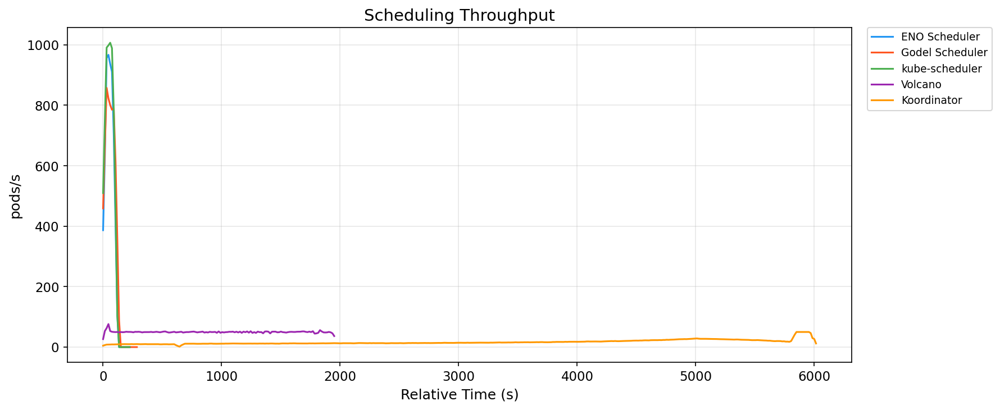 Scheduling Throughput
ENO Scheduler
Godel Scheduler
kube-scheduler
Volcano
Koordinator
pods/s
1000
800
600
400
200
0
0 1000 2000 3000 4000 5000 6000
Relative Time (s)